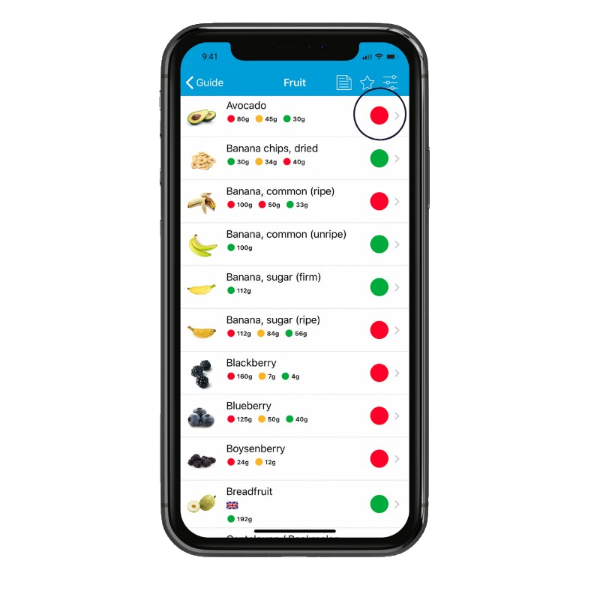 9:41
Guide
Fruit
Avocado
80g 45g 30g
Banana chips, dried
30g 34g 40g
Banana, common (ripe)
100g 50g 33g
Banana, common (unripe)
100g
Banana, sugar (firm)
112g
Banana, sugar (ripe)
112g 84g 56g
Blackberry
160g 7g 4g
Blueberry
125g 50g 40g
Boysenberry
24g 12g
Breadfruit
192g